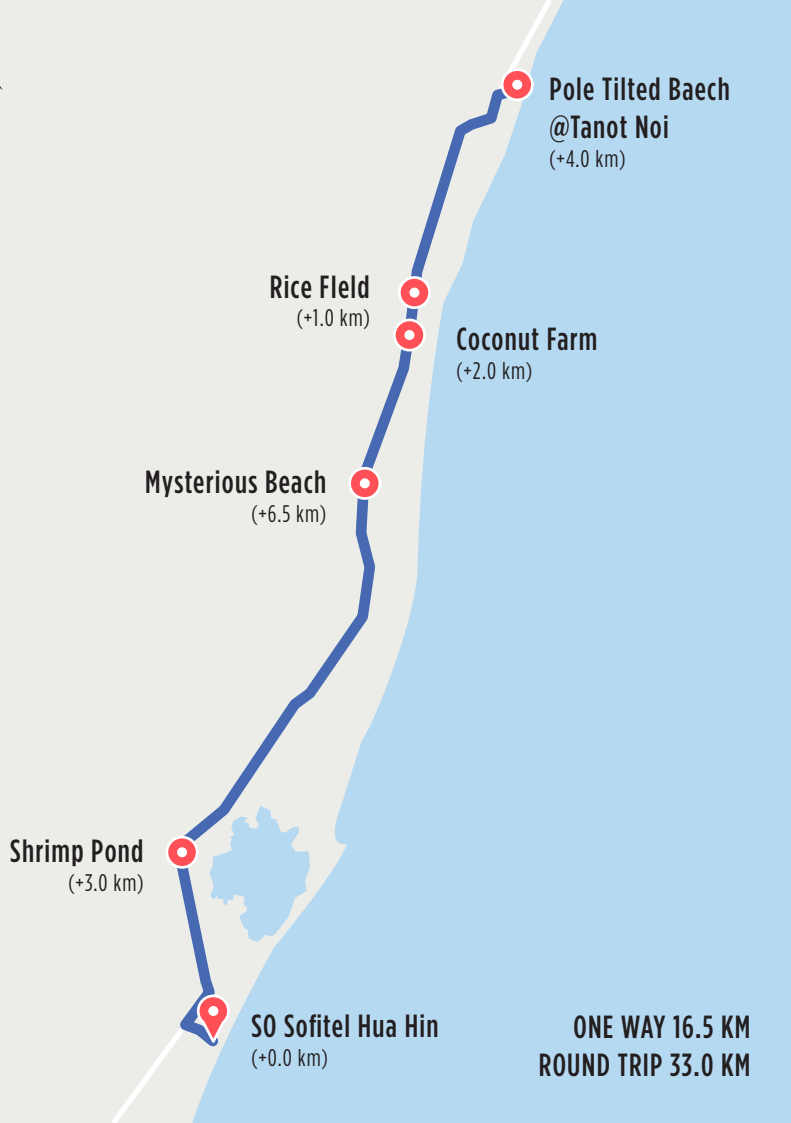 Pole Tilted Baech
@Tanot Noi
(+4.0 km)
Rice FIeld
(+1.0 km)
Coconut Farm
(+2.0 km)
Mysterious Beach
(+6.5 km)
Shrimp Pond
(+3.0 km)
SO Sofitel Hua Hin
(+0.0 km)
ONE WAY 16.5 KM
ROUND TRIP 33.0 KM